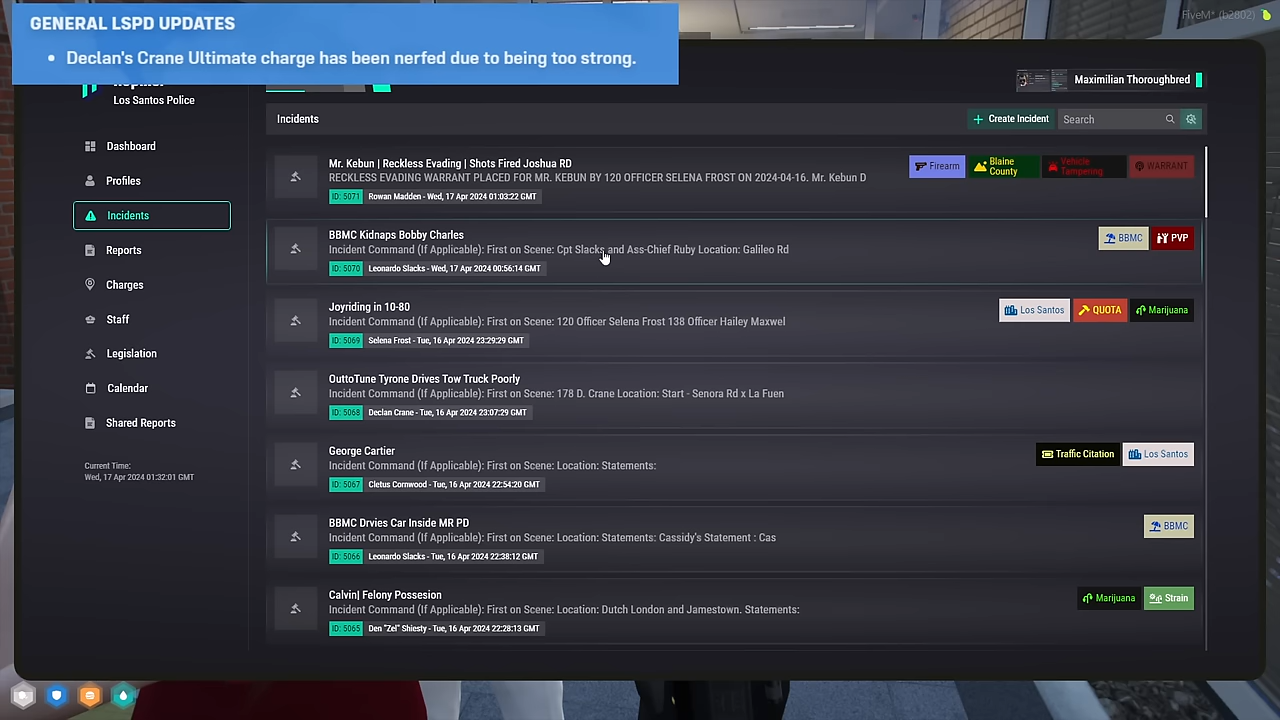 GENERAL LSPD UPDATES
• Declan's Crane Ultimate charge has been nerfed due to being too strong.
FiveM* (b2802)
Los Santos Police
Maximilian Thoroughbred
Dashboard
Profiles
Incidents
Reports
Charges
Staff
Legislation
Calendar
Shared Reports
Current Time:
Wed, 17 Apr 2024 01:32:01 GMT
Incidents
Create Incident
Search
Mr. Kebun | Reckless Evading | Shots Fired Joshua RD
RECKLESS EVADING WARRANT PLACED FOR MR. KEBUN BY 120 OFFICER SELENA FROST ON 2024-04-16. Mr. Kebun D
ID: 5071 Rowan Madden - Wed, 17 Apr 2024 01:03:22 GMT
Firearm
Blaine
County
Vehicle
Tampering
WARRANT
BBMC Kidnaps Bobby Charles
Incident Command (If Applicable): First on Scene: Cpt Slacks and Ass-Chief Ruby Location: Galileo Rd
ID: 5070 Leonardo Slacks - Wed, 17 Apr 2024 00:56:14 GMT
BBMC
PVP
Joyriding in 10-80
Incident Command (If Applicable): First on Scene: 120 Officer Selena Frost 138 Officer Hailey Maxwel
ID: 5069 Selena Frost - Tue, 16 Apr 2024 23:29:29 GMT
Los Santos
QUOTA
Marijuana
OuttoTune Tyrone Drives Tow Truck Poorly
Incident Command (If Applicable): First on Scene: 178 D. Crane Location: Start - Senora Rd x La Fuen
ID: 5068 Declan Crane - Tue, 16 Apr 2024 23:07:29 GMT
George Cartier
Incident Command (If Applicable): First on Scene: Location: Statements:
ID: 5067 Cletus Cornwood - Tue, 16 Apr 2024 22:54:20 GMT
Traffic Citation
Los Santos
BBMC Drvies Car Inside MR PD
Incident Command (If Applicable): First on Scene: Location: Statements: Cassidy's Statement : Cas
ID: 5066 Leonardo Slacks - Tue, 16 Apr 2024 22:38:12 GMT
BBMC
Calvin| Felony Possesion
Incident Command (If Applicable): First on Scene: Location: Dutch London and Jamestown. Statements:
ID: 5065 Den "Zel" Shiesty - Tue, 16 Apr 2024 22:28:13 GMT
Marijuana
Strain